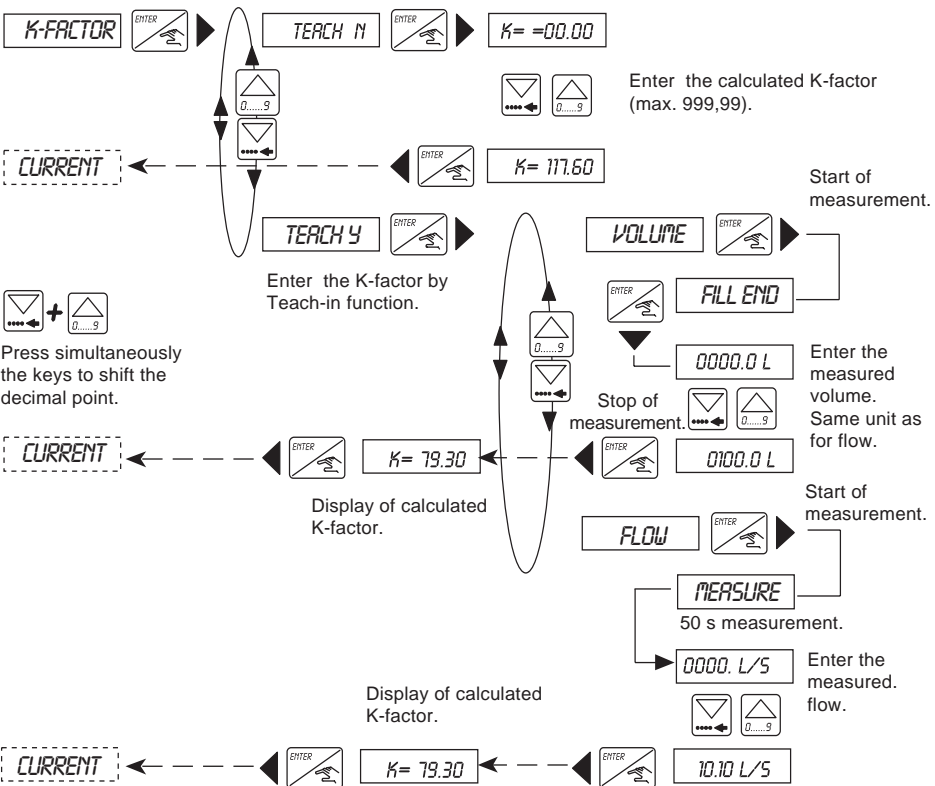 K-FACTOR
ENTER
TEACH N
ENTER
K= =00.00
0......9
0......9
Enter the calculated K-factor
(max. 999,99).
CURRENT
ENTER
K= 117.60
Start of
measurement.
TEACH Y
ENTER
VOLUME
ENTER
Enter the K-factor by
Teach-in function.
ENTER
FILL END
0......9
+
0......9
Press simultaneously
the keys to shift the
decimal point.
0000.0 L
Enter the
measured
volume.
Same unit as
for flow.
0......9
Stop of
measurement.
CURRENT
ENTER
K= 79.30
ENTER
0100.0 L
Display of calculated
K-factor.
Start of
measurement.
FLOW
ENTER
MEASURE
50 s measurement.
0000. L/S
Enter the
measured.
flow.
Display of calculated
K-factor.
0......9
CURRENT
ENTER
K= 79.30
ENTER
10.10 L/S